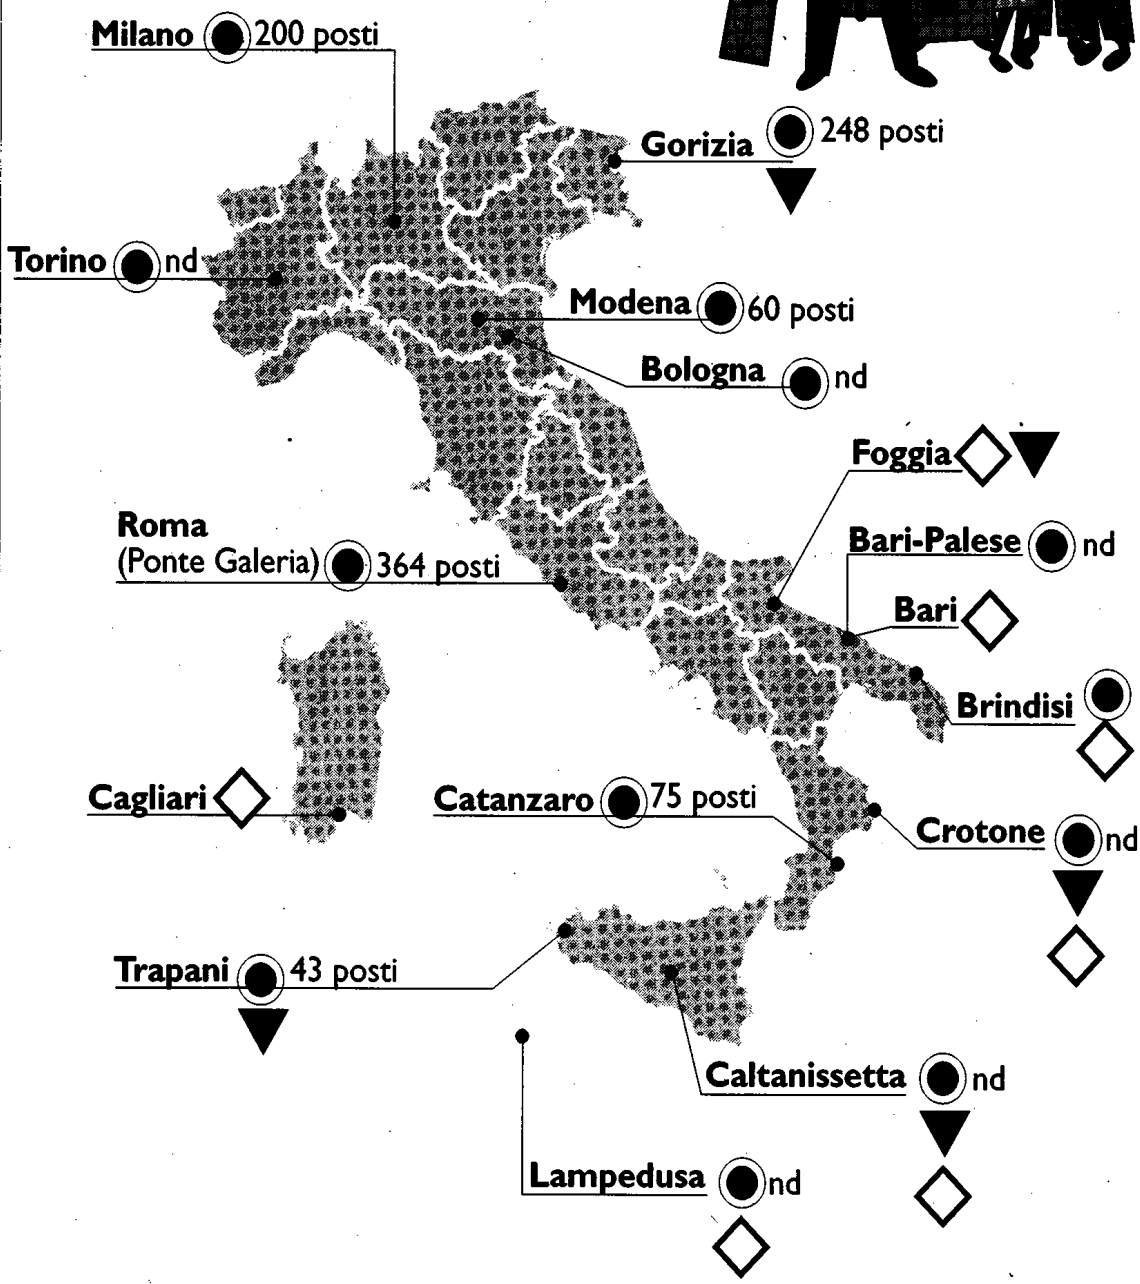 Milano 200 posti
Gorizia 248 posti
Torino nd
Modena 60 posti
Bologna nd
Foggia
Roma
(Ponte Galeria) 364 posti
Bari-Palese nd
Bari
Brindisi
Cagliari
Catanzaro 75 posti
Crotone nd
Trapani 43 posti
Caltanissetta nd
Lampedusa nd